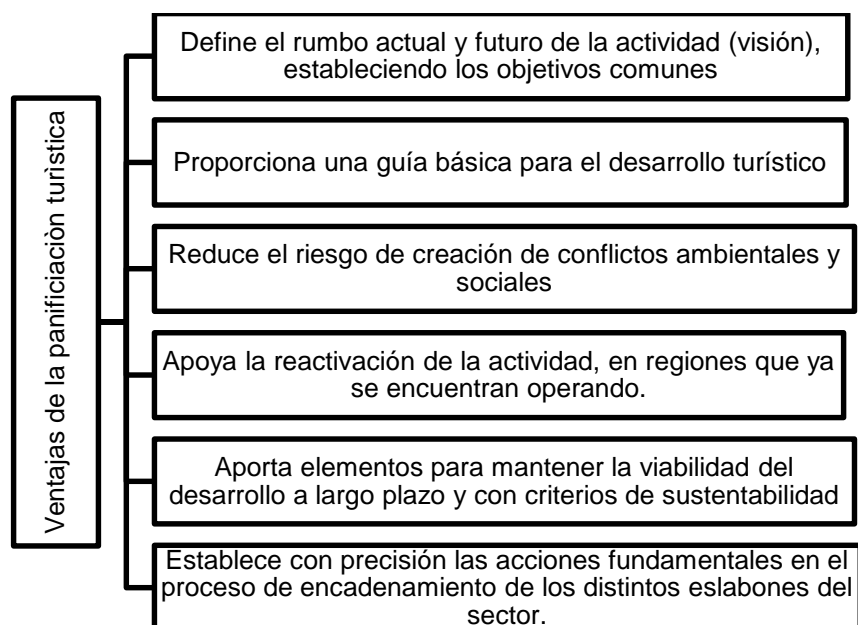 Ventajas de la panificiaciòn turìstica
Define el rumbo actual y futuro de la actividad (visión),
estableciendo los objetivos comunes
Proporciona una guía básica para el desarrollo turístico
Reduce el riesgo de creación de conflictos ambientales y
sociales
Apoya la reactivación de la actividad, en regiones que ya
se encuentran operando.
Aporta elementos para mantener la viabilidad del
desarrollo a largo plazo y con criterios de sustentabilidad
Establece con precisión las acciones fundamentales en el
proceso de encadenamiento de los distintos eslabones del
sector.